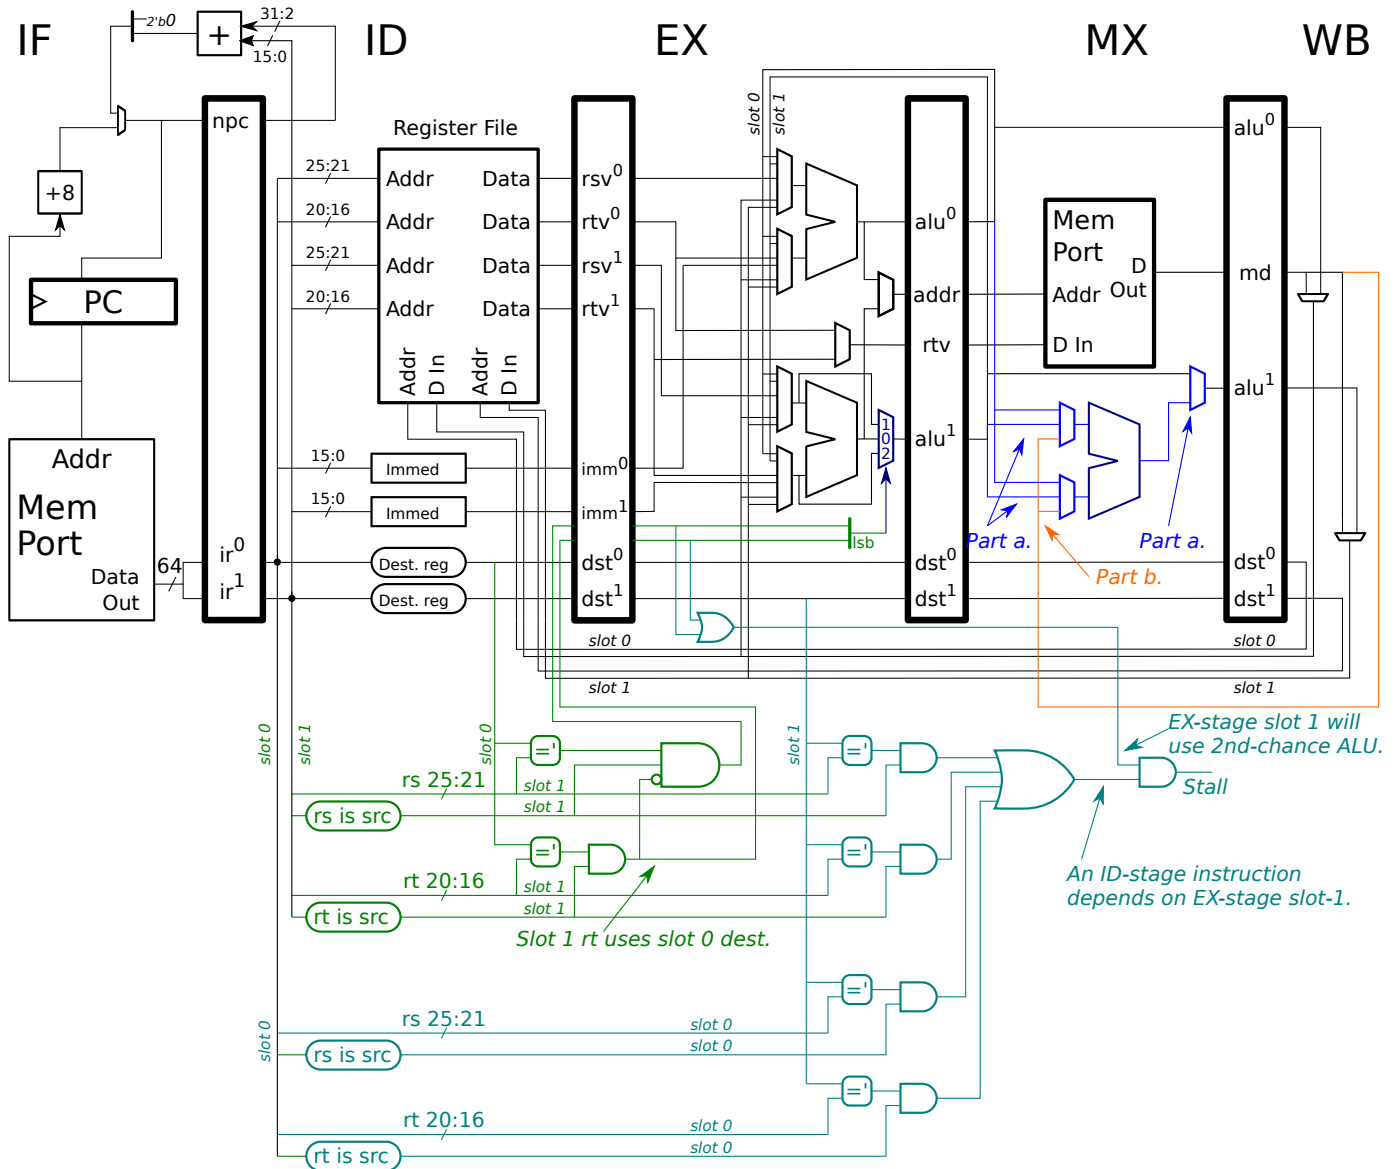 IF
ID
EX
MX
WB
2'b0
+
31:2
15:0
npc
+8
PC
Addr
Mem
Port
Data
Out
64
ir0
ir1
Register File
25:21
20:16
25:21
20:16
Addr
Addr
Addr
Addr
Data
Data
Data
Data
Addr
D In
Addr
D In
15:0
15:0
Immed
Immed
Dest. reg
Dest. reg
rsv0
rtv0
rsv1
rtv1
imm0
imm1
dst0
dst1
slot 0
slot 1
1
0
2
lsb
alu0
addr
rtv
alu1
dst0
dst1
Mem
Port
D
Out
Addr
D In
Part a.
Part a.
Part b.
alu0
md
alu1
dst0
dst1
slot 0
slot 1
slot 0
slot 1
slot 0
slot 1
slot 0
slot 1
='
='
rs 25:21
slot 1
rs is src
slot 1
='
='
rt 20:16
slot 1
rt is src
slot 1
Slot 1 rt uses slot 0 dest.
EX-stage slot 1 will
use 2nd-chance ALU.
Stall
An ID-stage instruction
depends on EX-stage slot-1.
slot 0
='
rs 25:21
slot 0
rs is src
slot 0
='
rt 20:16
slot 0
rt is src
slot 0